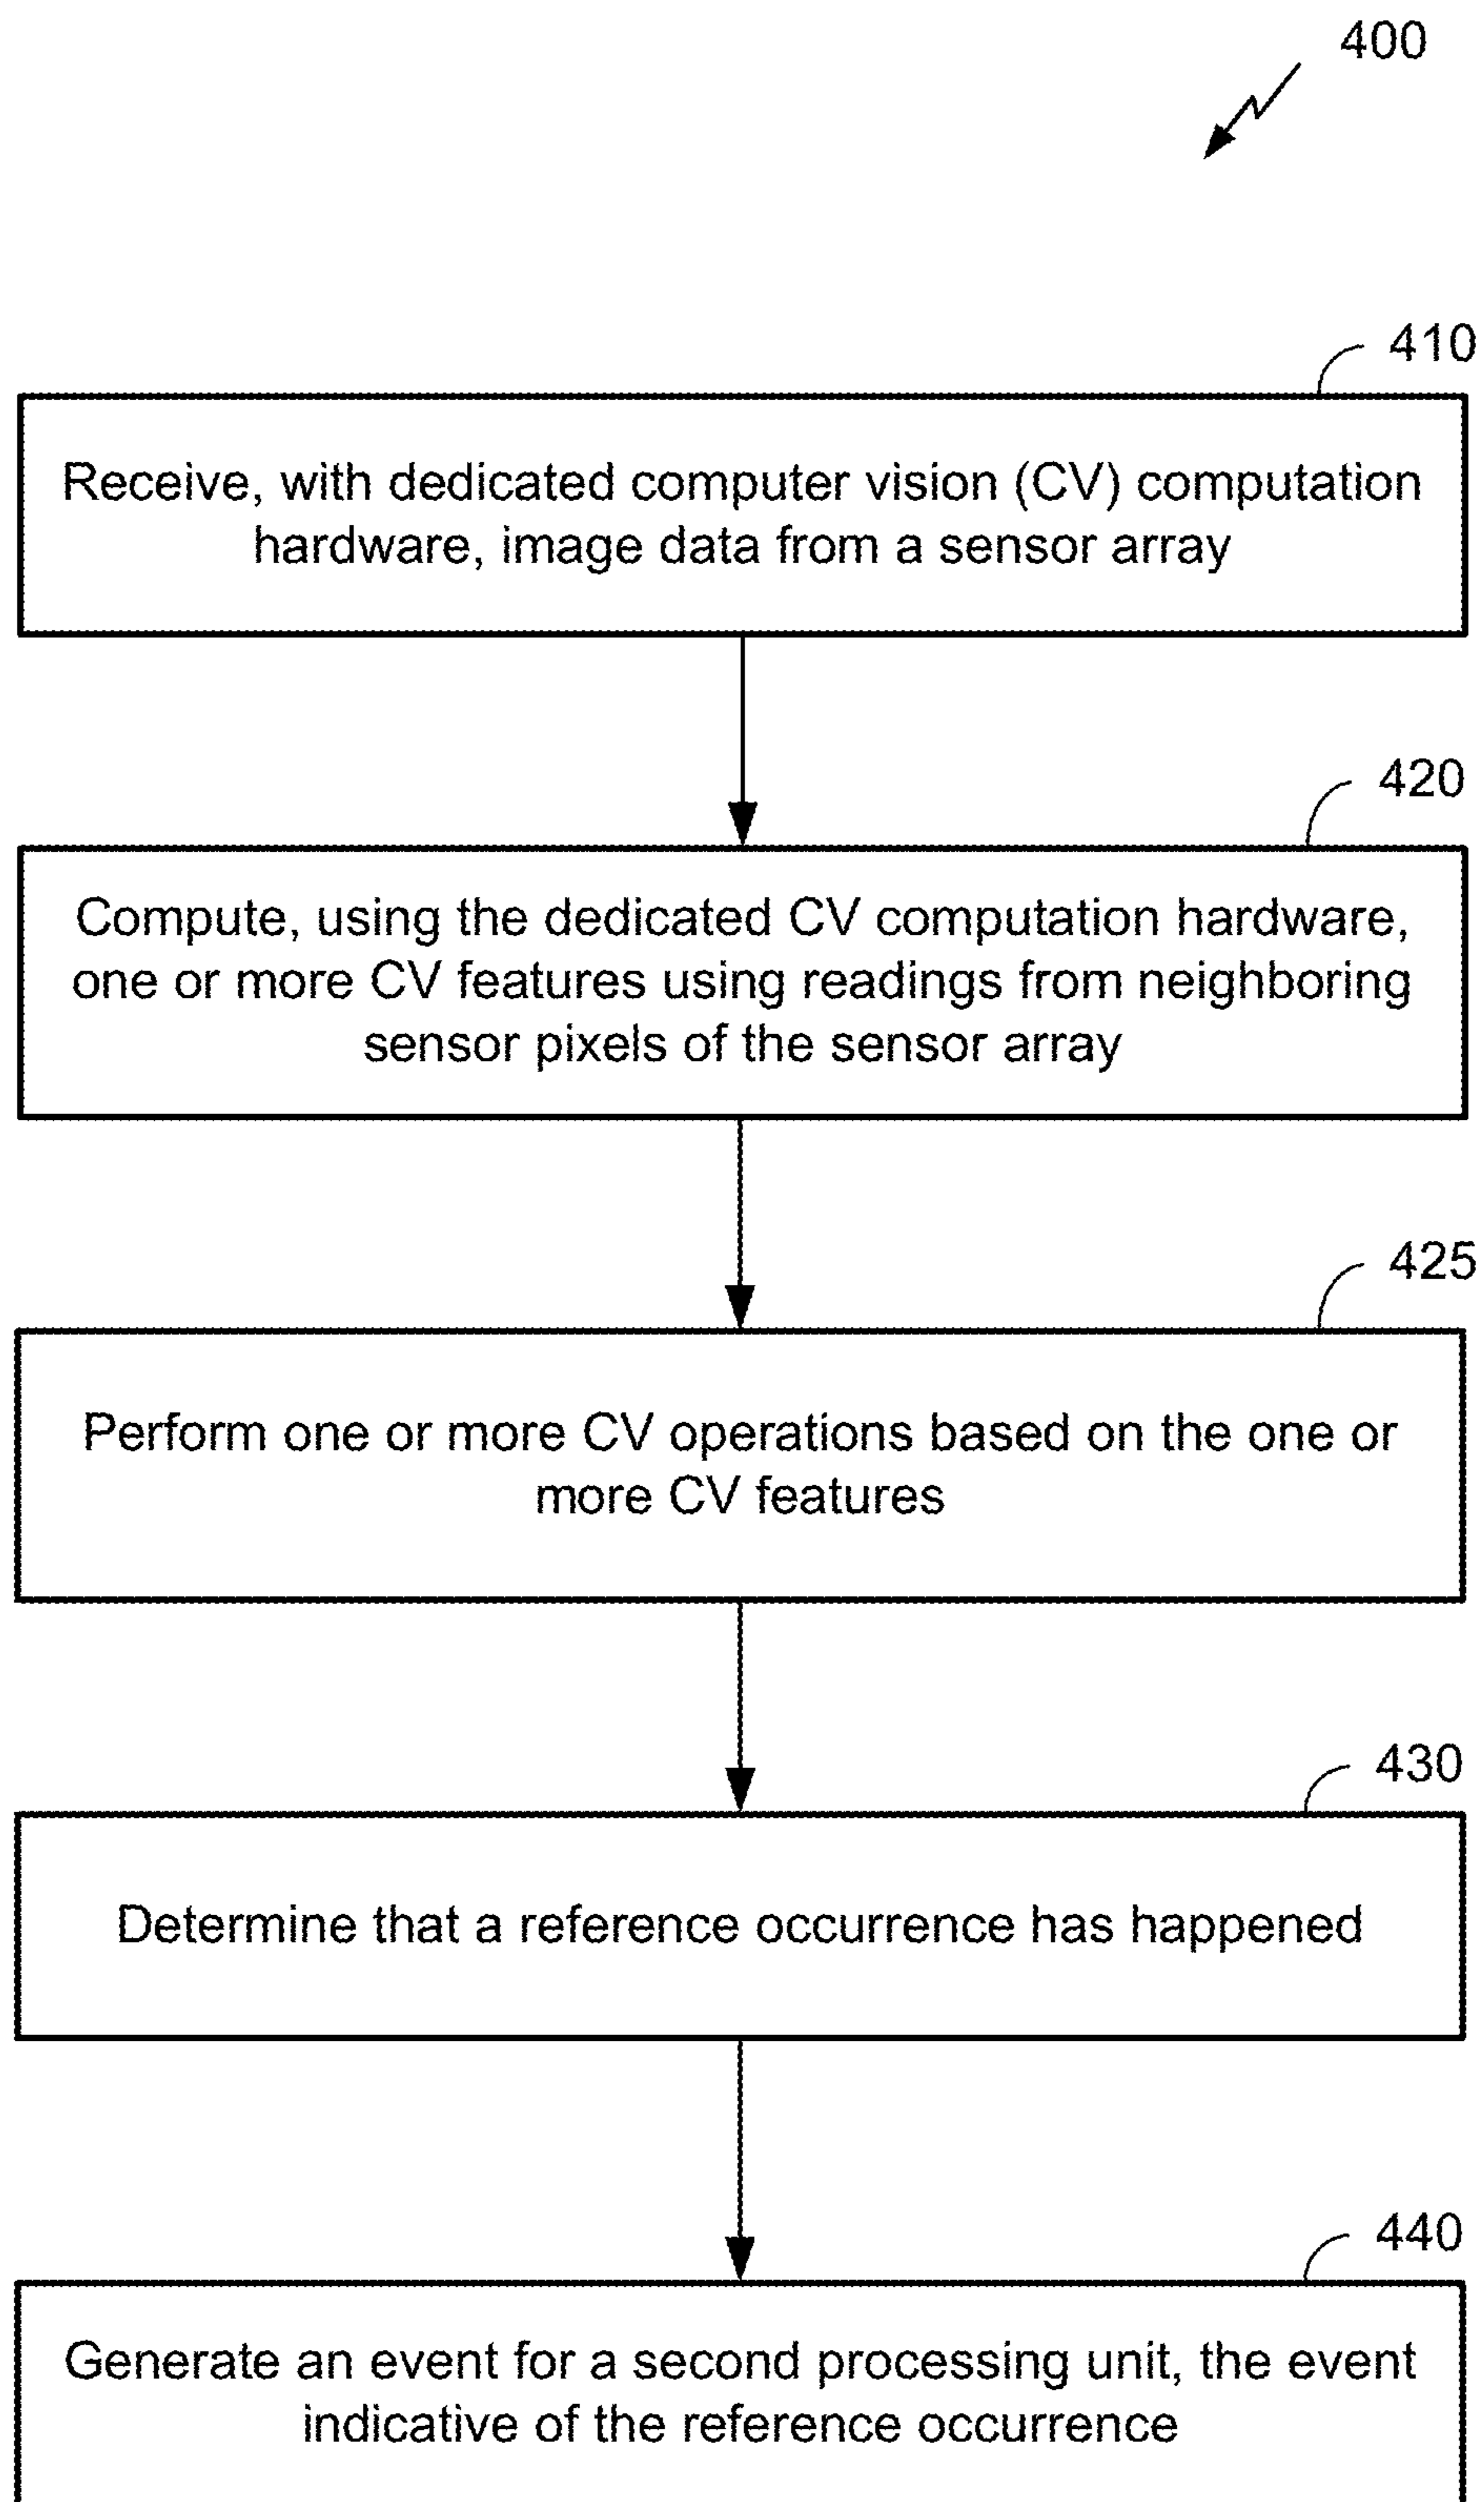 400
410
Receive, with dedicated computer vision (CV) computation
hardware, image data from a sensor array
420
Compute, using the dedicated CV computation hardware,
one or more CV features using readings from neighboring
sensor pixels of the sensor array
425
Perform one or more CV operations based on the one or
more CV features
430
Determine that a reference occurrence has happened
440
Generate an event for a second processing unit, the event
indicative of the reference occurrence